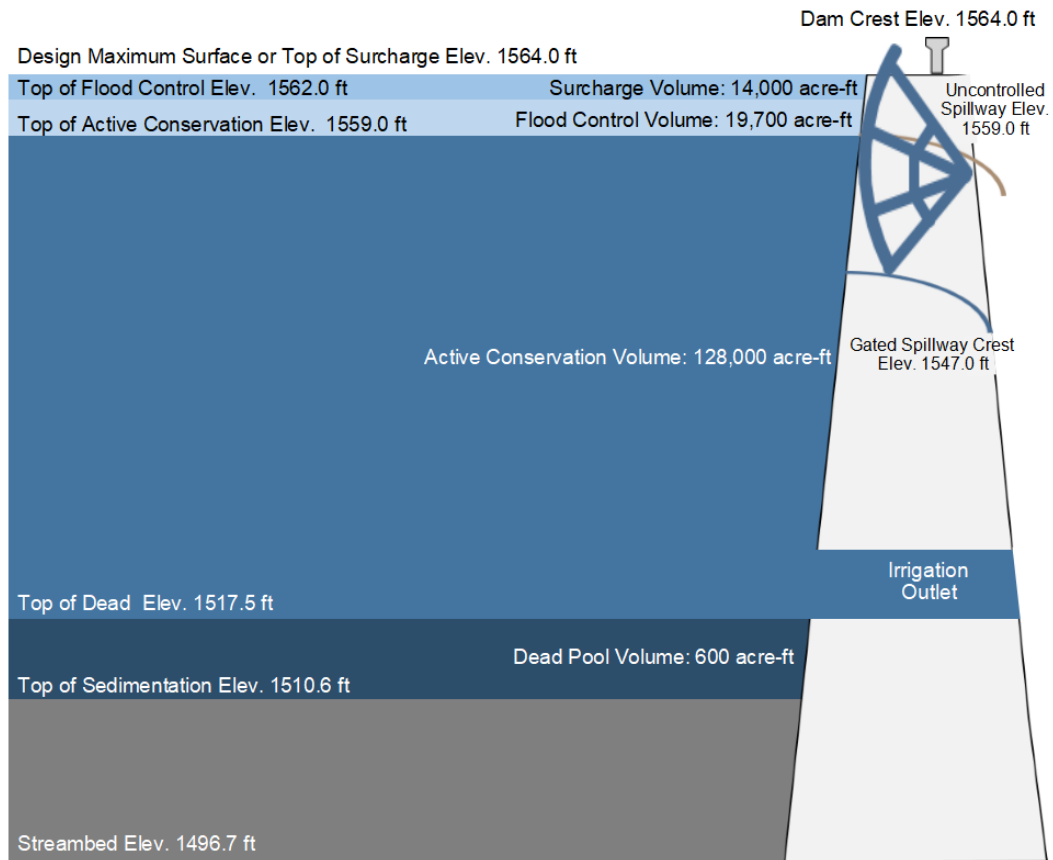 Dam Crest Elev. 1564.0 ft
Design Maximum Surface or Top of Surcharge Elev. 1564.0 ft
Top of Flood Control Elev. 1562.0 ft
Surcharge Volume: 14,000 acre-ft
Uncontrolled
Spillway Elev.
1559.0 ft
Top of Active Conservation Elev. 1559.0 ft
Flood Control Volume: 19,700 acre-ft
Active Conservation Volume: 128,000 acre-ft
Gated Spillway Crest
Elev. 1547.0 ft
Irrigation
Outlet
Top of Dead Elev. 1517.5 ft
Dead Pool Volume: 600 acre-ft
Top of Sedimentation Elev. 1510.6 ft
Streambed Elev. 1496.7 ft